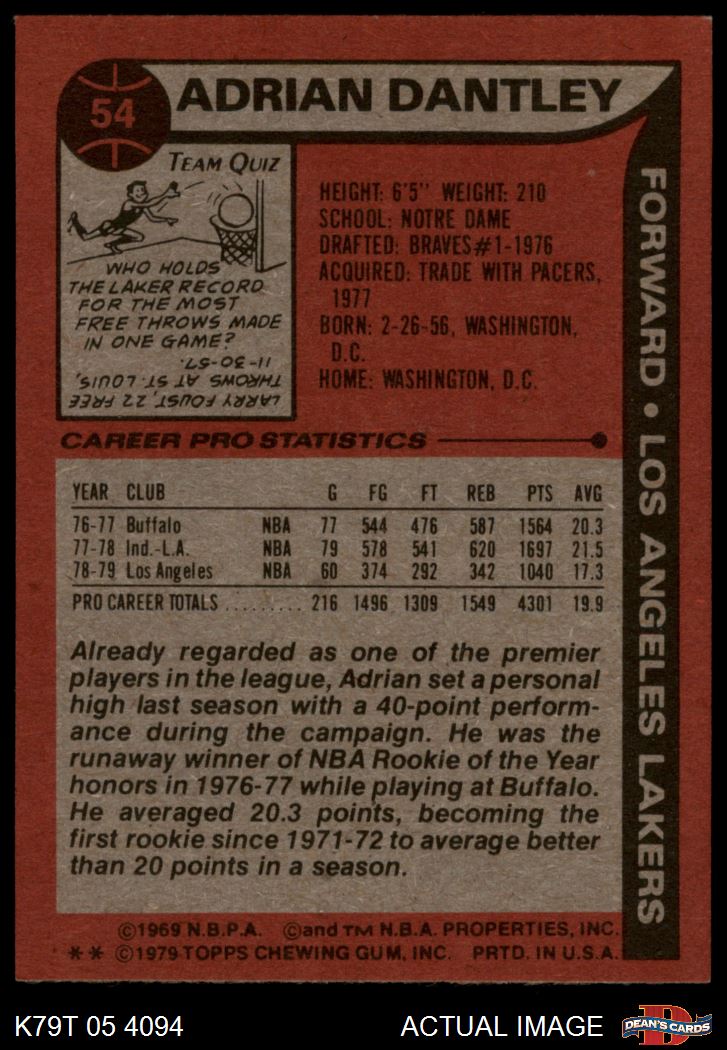 54
ADRIAN DANTLEY
TEAM QUIZ
WHO HOLDS
THE LAKER RECORD
FOR THE MOST
FREE THROWS MADE
IN ONE GAME?
LARRY FOUST, 22 FREE
THROWS AT ST. LOUIS,
11-30-57.
HEIGHT: 6'5" WEIGHT: 210
SCHOOL: NOTRE DAME
DRAFTED: BRAVES#1-1976
ACQUIRED: TRADE WITH PACERS,
1977
BORN: 2-26-56, WASHINGTON,
D.C.
HOME: WASHINGTON, D.C.
FORWARD • LOS ANGELES LAKERS
CAREER PRO STATISTICS
YEAR CLUB G FG FT REB PTS AVG
76-77 Buffalo NBA 77 544 476 587 1564 20.3
77-78 Ind.-L.A. NBA 79 578 541 620 1697 21.5
78-79 Los Angeles NBA 60 374 292 342 1040 17.3
PRO CAREER TOTALS ......... 216 1496 1309 1549 4301 19.9
Already regarded as one of the premier
players in the league, Adrian set a personal
high last season with a 40-point perform-
ance during the campaign. He was the
runaway winner of NBA Rookie of the Year
honors in 1976-77 while playing at Buffalo.
He averaged 20.3 points, becoming the
first rookie since 1971-72 to average better
than 20 points in a season.
©1969 N.B.P.A. ©and TM N.B.A. PROPERTIES, INC.
** ©1979 TOPPS CHEWING GUM, INC. PRTD. IN U.S.A.
K79T 05 4094
ACTUAL IMAGE
D
DEAN'S CARDS